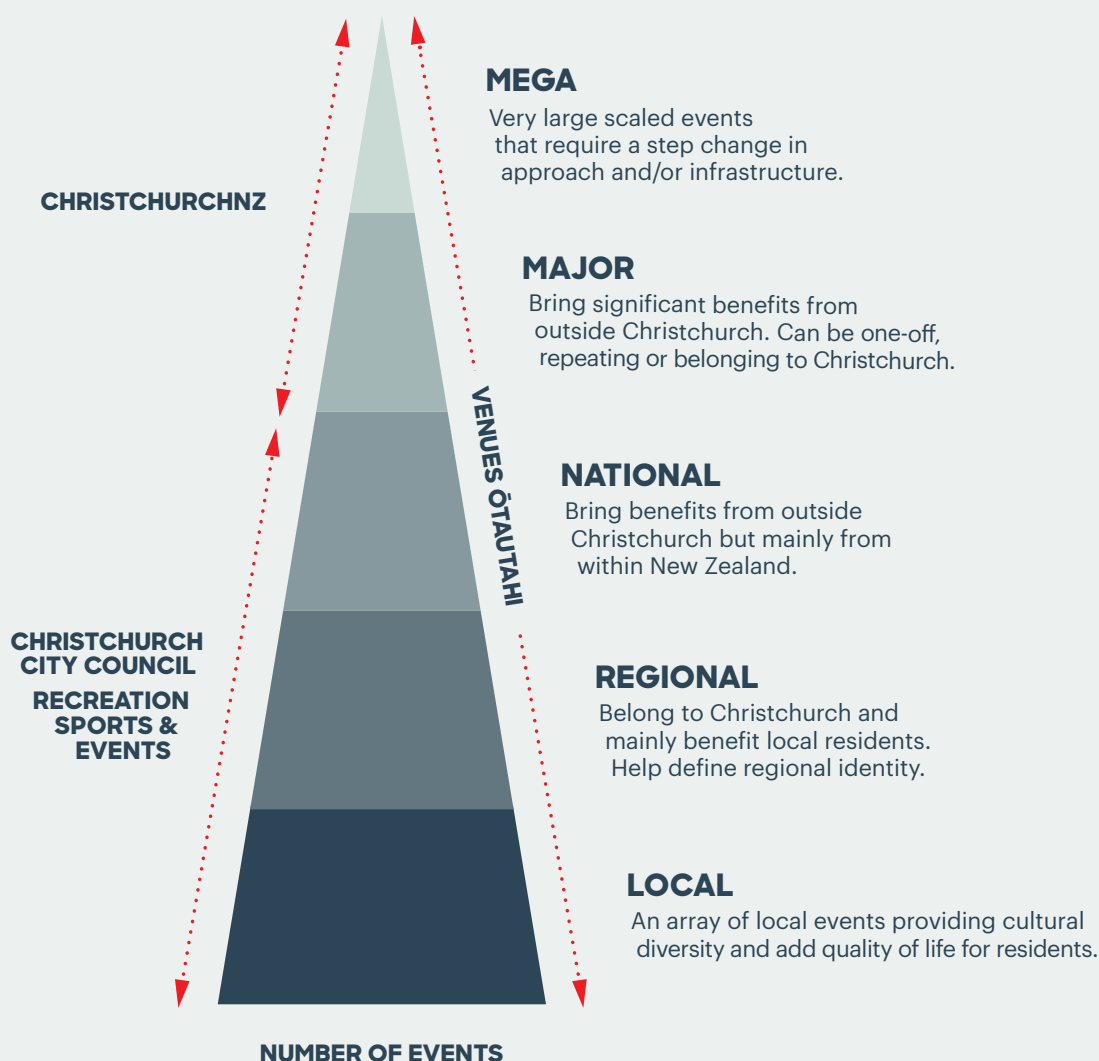 MEGA
Very large scaled events
that require a step change in
approach and/or infrastructure.
CHRISTCHURCHNZ
MAJOR
Bring significant benefits from
outside Christchurch. Can be one-off,
repeating or belonging to Christchurch.
VENUES ŌTAUTAHI
NATIONAL
Bring benefits from outside
Christchurch but mainly from
within New Zealand.
CHRISTCHURCH
CITY COUNCIL
RECREATION
SPORTS &
EVENTS
REGIONAL
Belong to Christchurch and
mainly benefit local residents.
Help define regional identity.
LOCAL
An array of local events providing cultural
diversity and add quality of life for residents.
NUMBER OF EVENTS